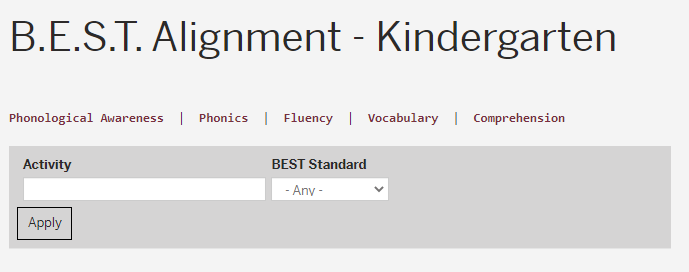 B.E.S.T. Alignment - Kindergarten
Phonological Awareness | Phonics | Fluency | Vocabulary | Comprehension
Activity BEST Standard
- Any -
Apply